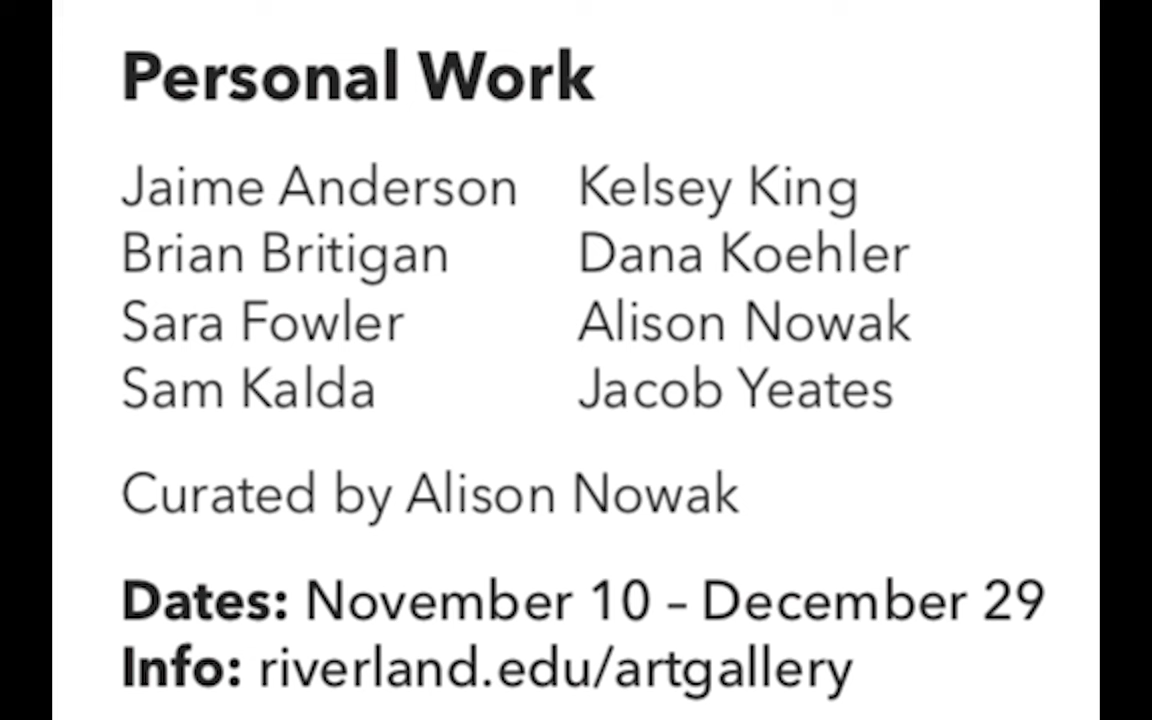 Personal Work
Jaime Anderson
Brian Britigan
Sara Fowler
Sam Kalda
Kelsey King
Dana Koehler
Alison Nowak
Jacob Yeates
Curated by Alison Nowak
Dates: November 10 – December 29
Info: riverland.edu/artgallery